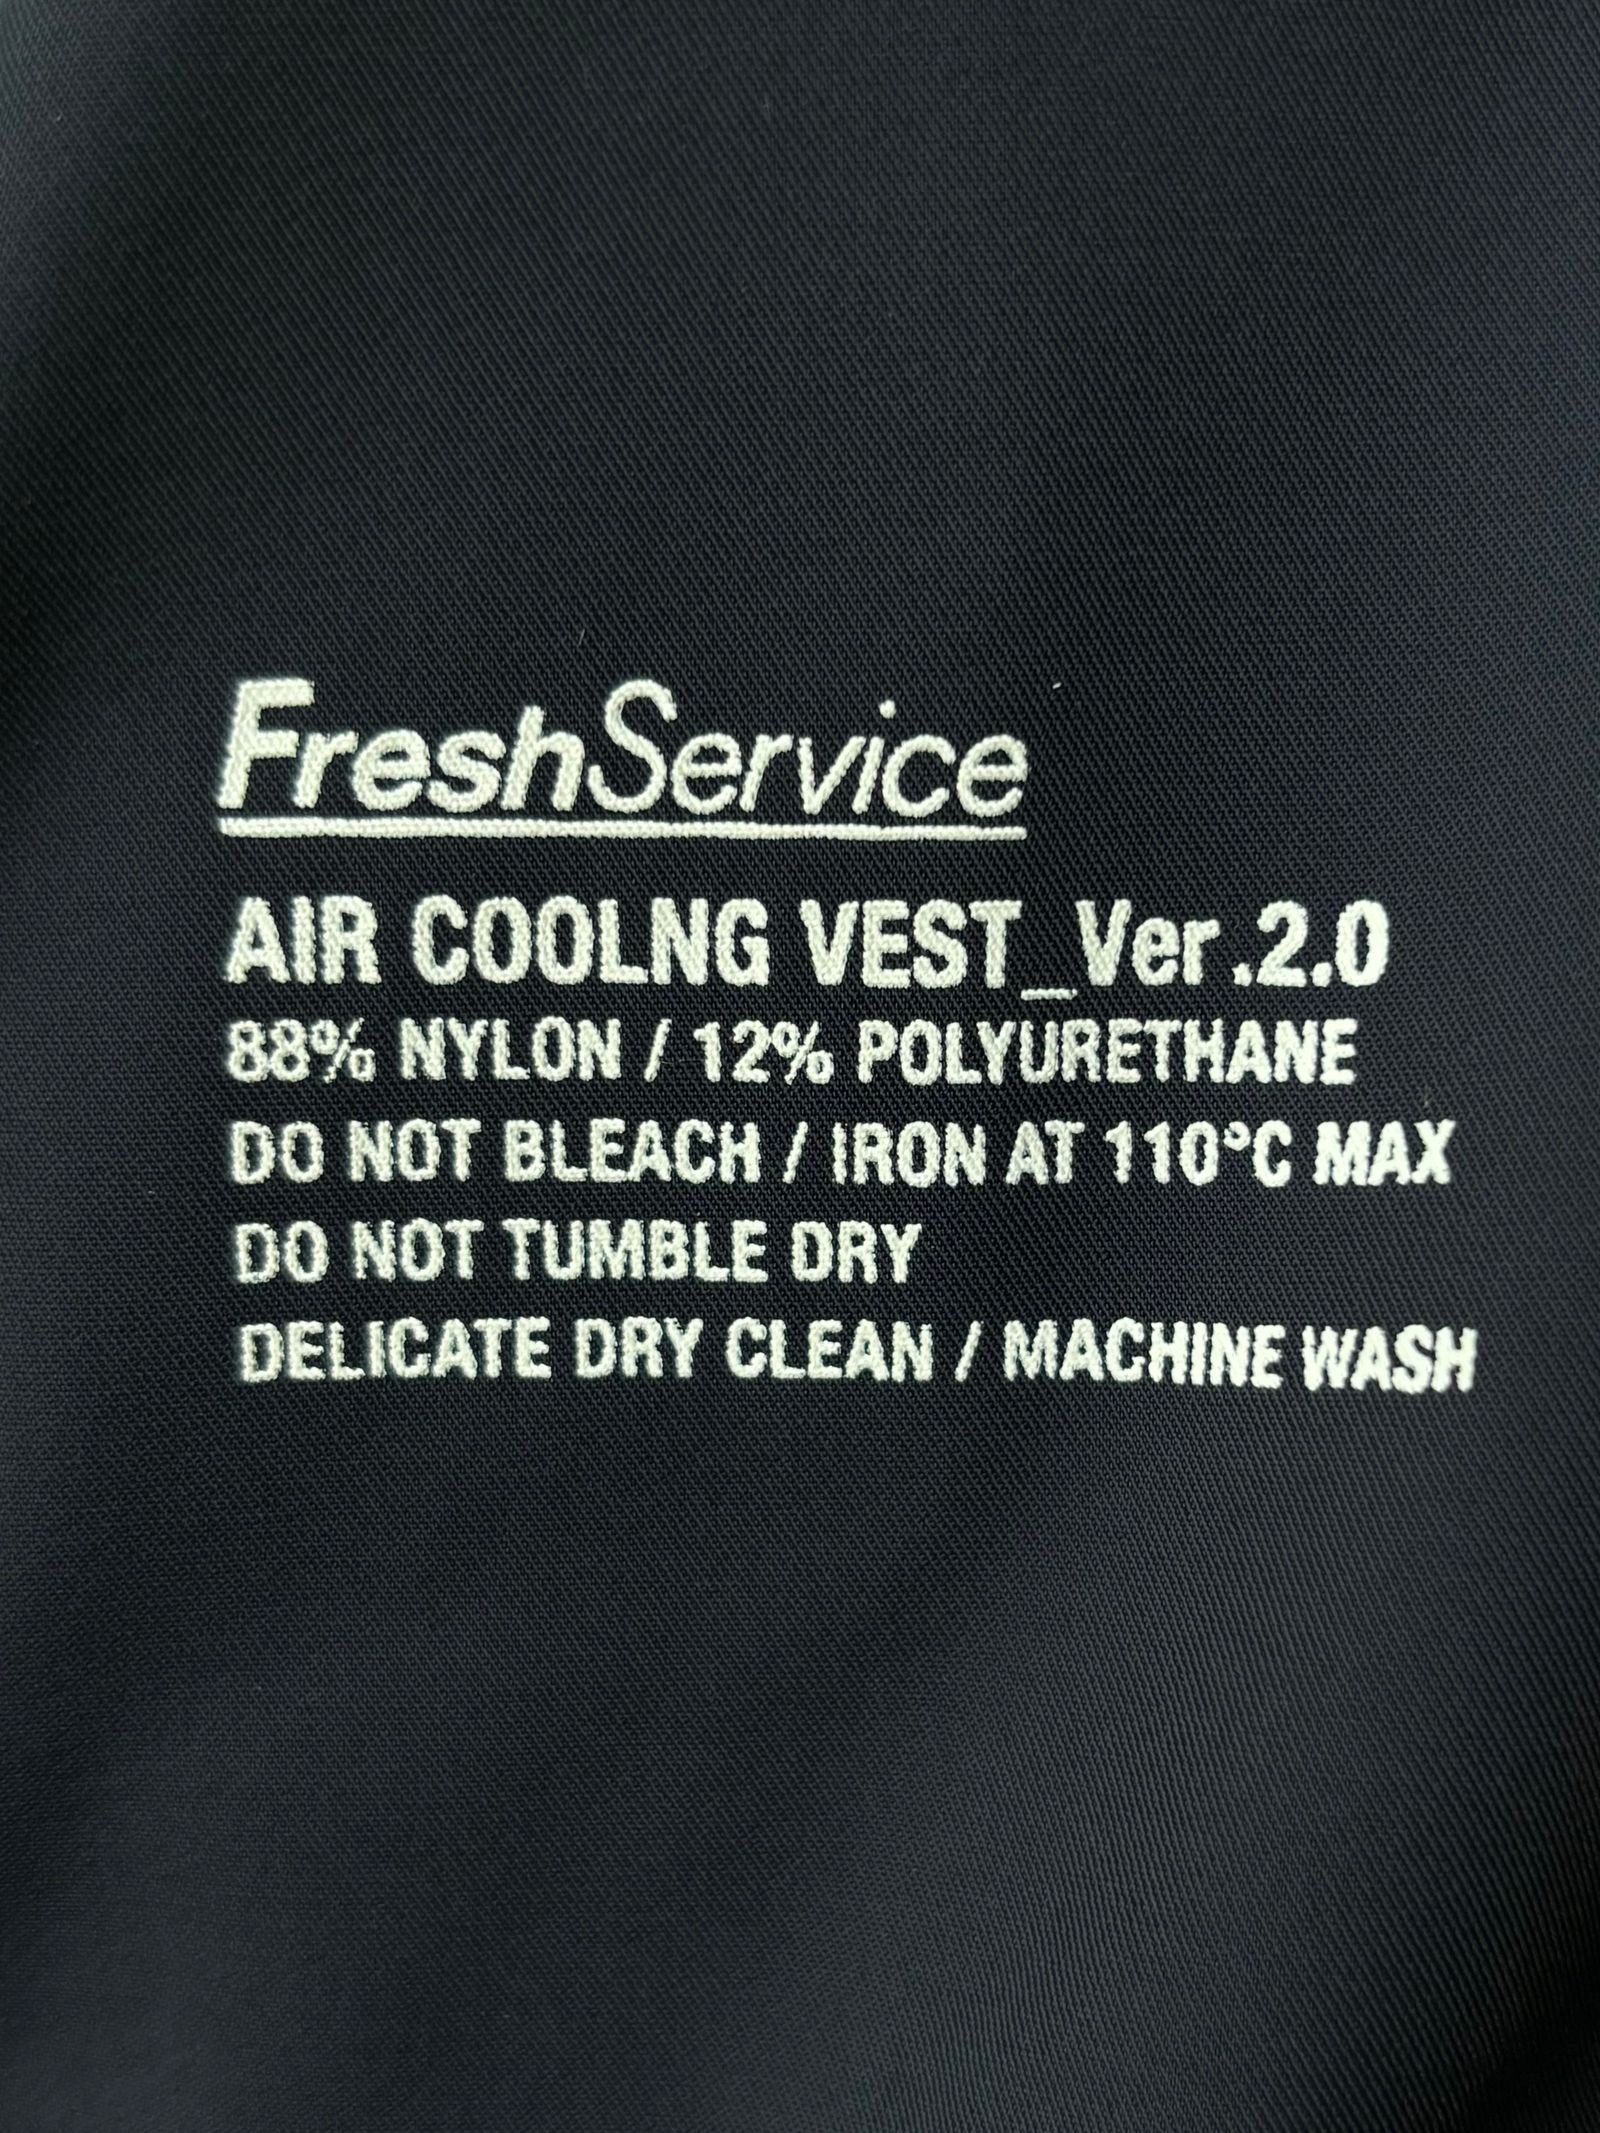 FreshService
AIR COOLNG VEST_Ver.2.0
88% NYLON / 12% POLYURETHANE
DO NOT BLEACH / IRON AT 110°C MAX
DO NOT TUMBLE DRY
DELICATE DRY CLEAN / MACHINE WASH